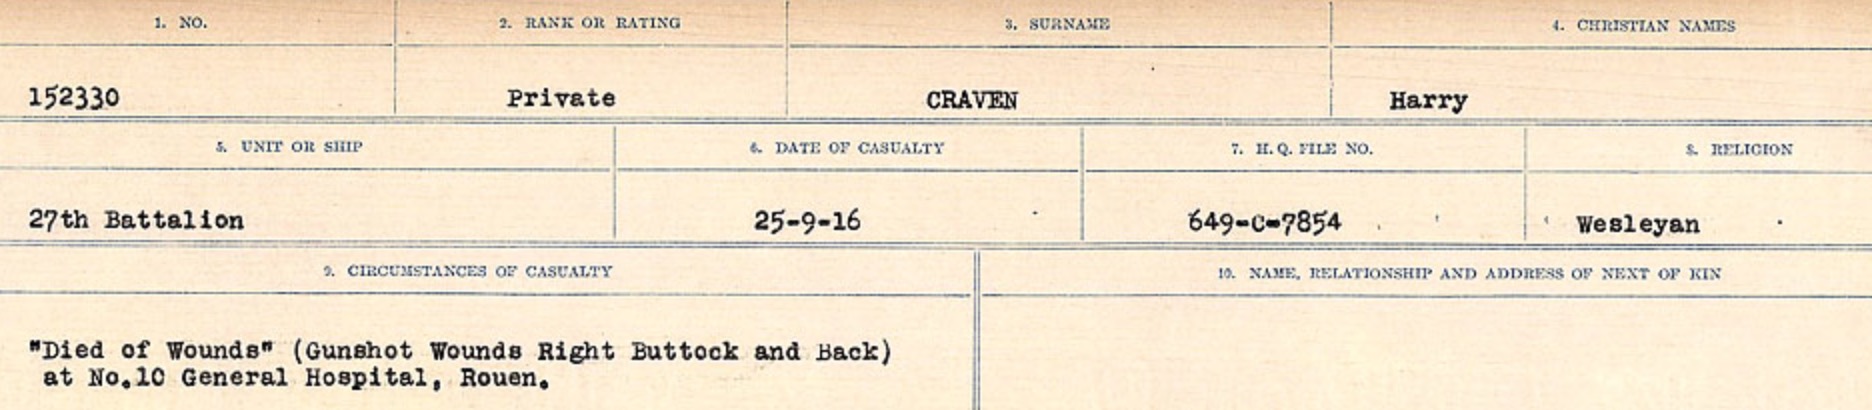 1. NO. 2. RANK OR RATING 3. SURNAME 4. CHRISTIAN NAMES
152330 Private CRAVEN Harry
5. UNIT OR SHIP 6. DATE OF CASUALTY 7. H. Q. FILE NO. 8. RELIGION
27th Battalion 25-9-16 649-C-7854 Wesleyan
9. CIRCUMSTANCES OF CASUALTY 10. NAME, RELATIONSHIP AND ADDRESS OF NEXT OF KIN
"Died of Wounds" (Gunshot Wounds Right Buttock and Back)
at No.10 General Hospital, Rouen.